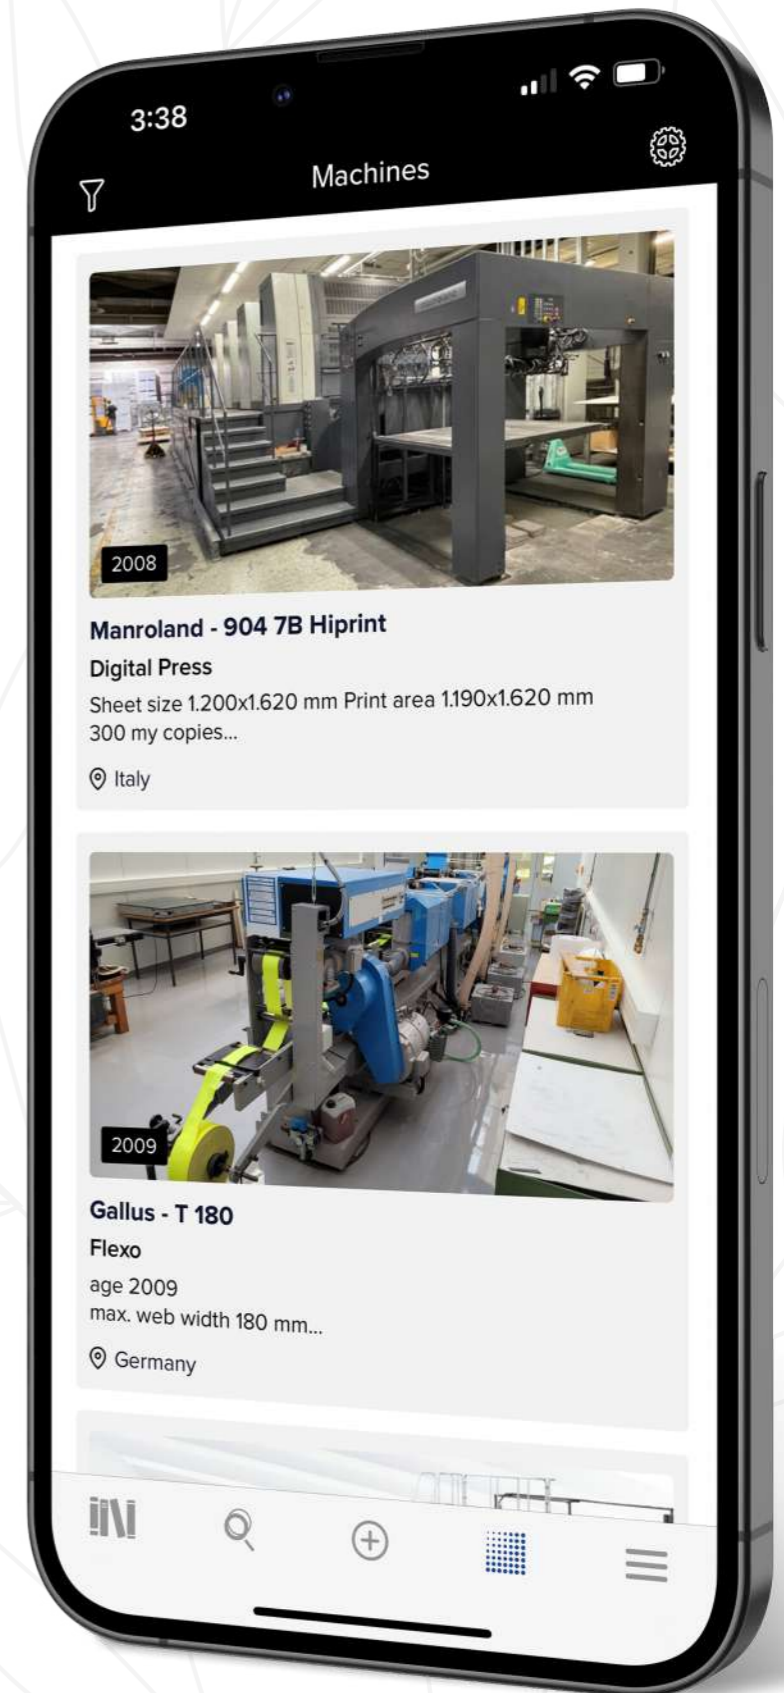 3:38
Machines
2008
Manroland - 904 7B Hiprint
Digital Press
Sheet size 1.200x1.620 mm Print area 1.190x1.620 mm
300 my copies...
Italy
2009
Gallus - T 180
Flexo
age 2009
max. web width 180 mm...
Germany